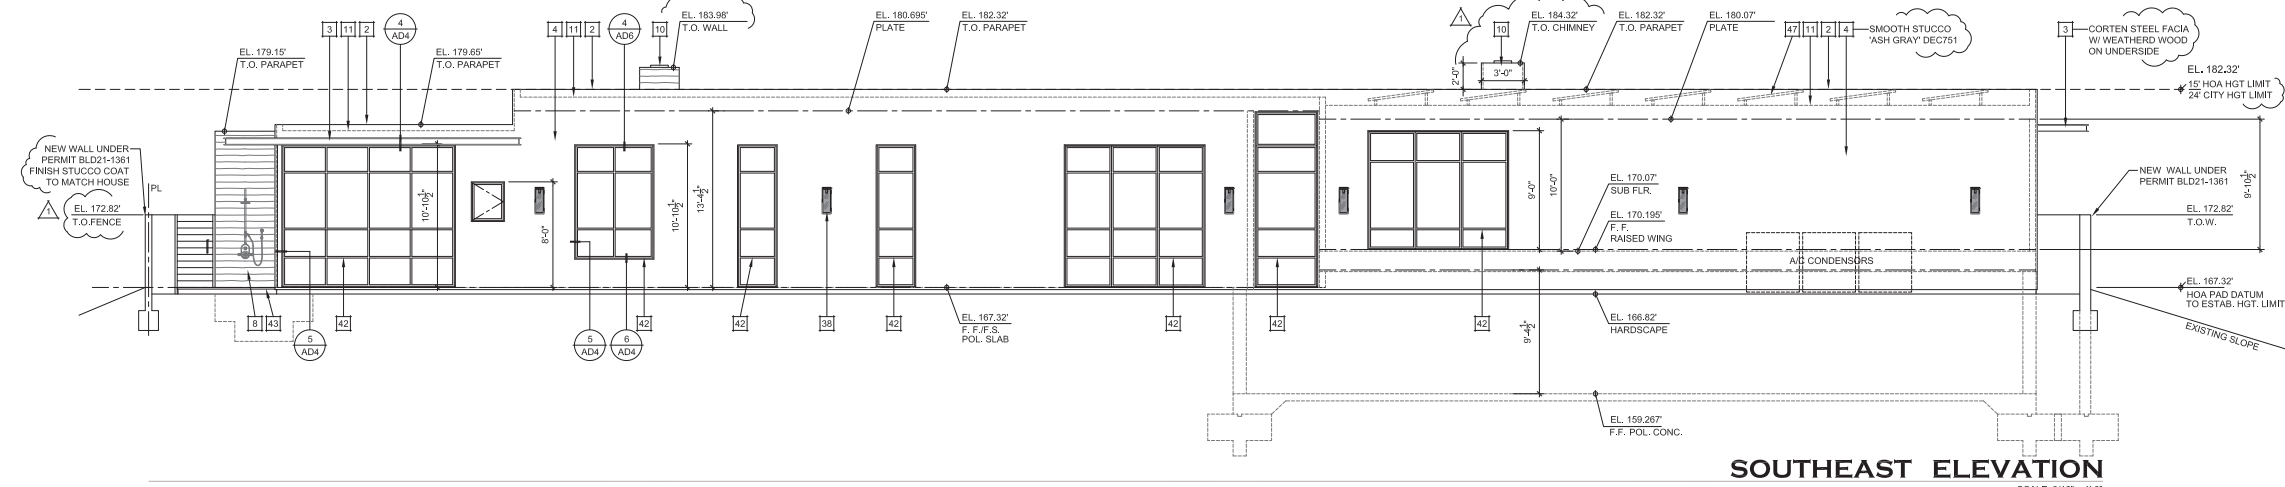 EL. 183.98'
T.O. WALL
EL. 180.695'
PLATE
EL. 182.32'
T.O. PARAPET
EL. 184.32'
T.O. CHIMNEY
EL. 182.32'
T.O. PARAPET
EL. 180.07'
PLATE
4
AD4
3 11 2
4 11 2
4
AD6
10
1
10
47 11 2 4
SMOOTH STUCCO
'ASH GRAY' DEC751
3
CORTEN STEEL FACIA
W/ WEATHERD WOOD
ON UNDERSIDE
EL. 179.15'
T.O. PARAPET
EL. 179.65'
T.O. PARAPET
2'-0"
3'-0"
EL. 182.32'
15' HOA HGT LIMIT
24' CITY HGT LIMIT
NEW WALL UNDER
PERMIT BLD21-1361
FINISH STUCCO COAT
TO MATCH HOUSE
PL
1
EL. 172.82'
T.O.FENCE
10'-10½"
8'-0"
10'-10½"
13'-4½"
9'-0"
10'-0"
EL. 170.07'
SUB FLR.
EL. 170.195'
F. F.
RAISED WING
A/C CONDENSORS
NEW WALL UNDER
PERMIT BLD21-1361
EL. 172.82'
T.O.W.
9'-10½"
EL. 167.32'
HOA PAD DATUM
TO ESTAB. HGT. LIMIT
EXISTING SLOPE
8 43
5
AD4
42
5
AD4
6
AD4
42
42
38
42
EL. 167.32'
F. F./F.S.
POL. SLAB
42
42
42
9'-4½"
EL. 166.82'
HARDSCAPE
EL. 159.267'
F.F. POL. CONC.
SOUTHEAST ELEVATION